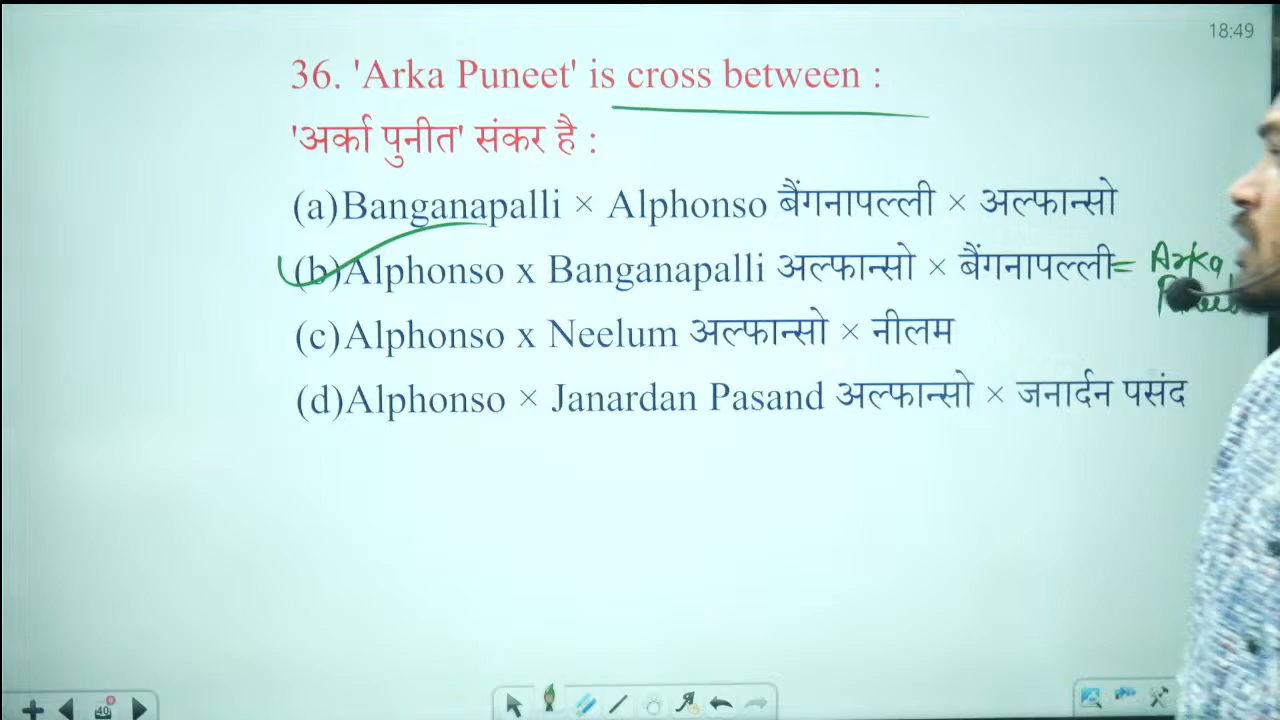 18:49
36. 'Arka Puneet' is cross between :
'अर्का पुनीत' संकर है :
(a)Banganapalli × Alphonso बैंगनापल्ली × अल्फान्सो
(b)Alphonso x Banganapalli अल्फान्सो × बैंगनापल्ली = Arka
(c)Alphonso x Neelum अल्फान्सो × नीलम
(d)Alphonso × Janardan Pasand अल्फान्सो × जनार्दन पसंद
40